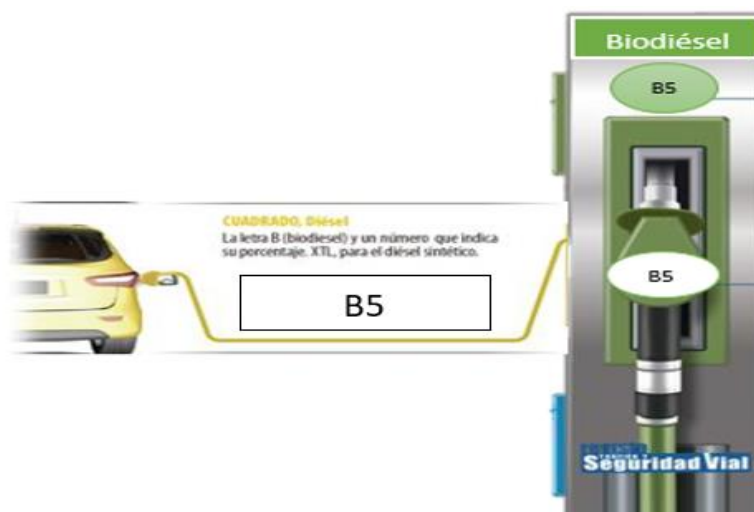 Biodiésel
B5
CUADRADO, Diésel
La letra B (biodiesel) y un número que indica
su porcentaje. XTL, para el diésel sintético.
B5
B5
Seguridad Vial